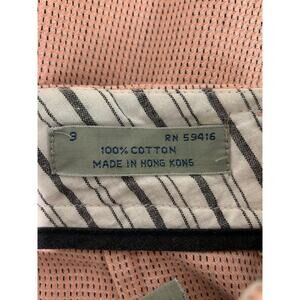 9 RN 59416
100% COTTON
MADE IN HONG KONG